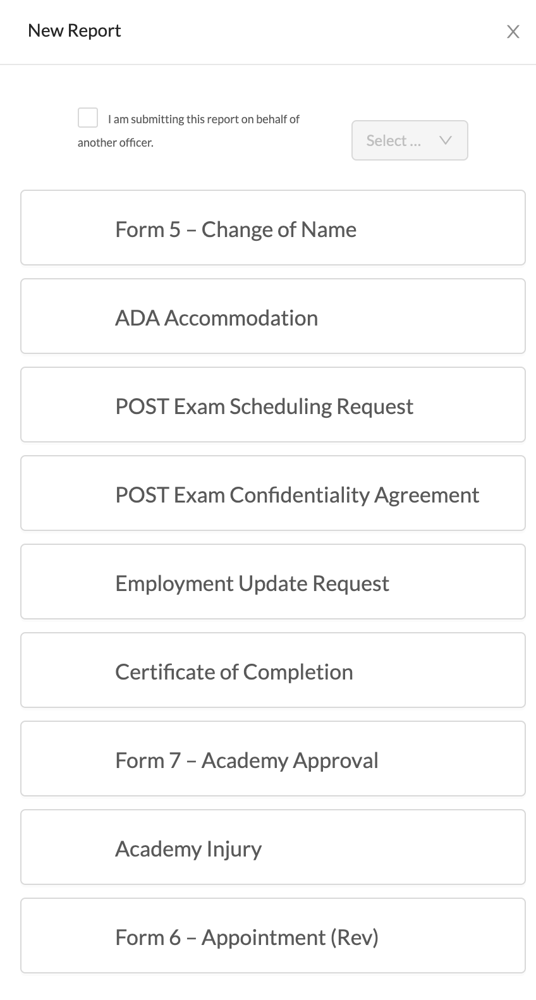 New Report
I am submitting this report on behalf of
another officer.
Select ...
Form 5 – Change of Name
ADA Accommodation
POST Exam Scheduling Request
POST Exam Confidentiality Agreement
Employment Update Request
Certificate of Completion
Form 7 – Academy Approval
Academy Injury
Form 6 – Appointment (Rev)